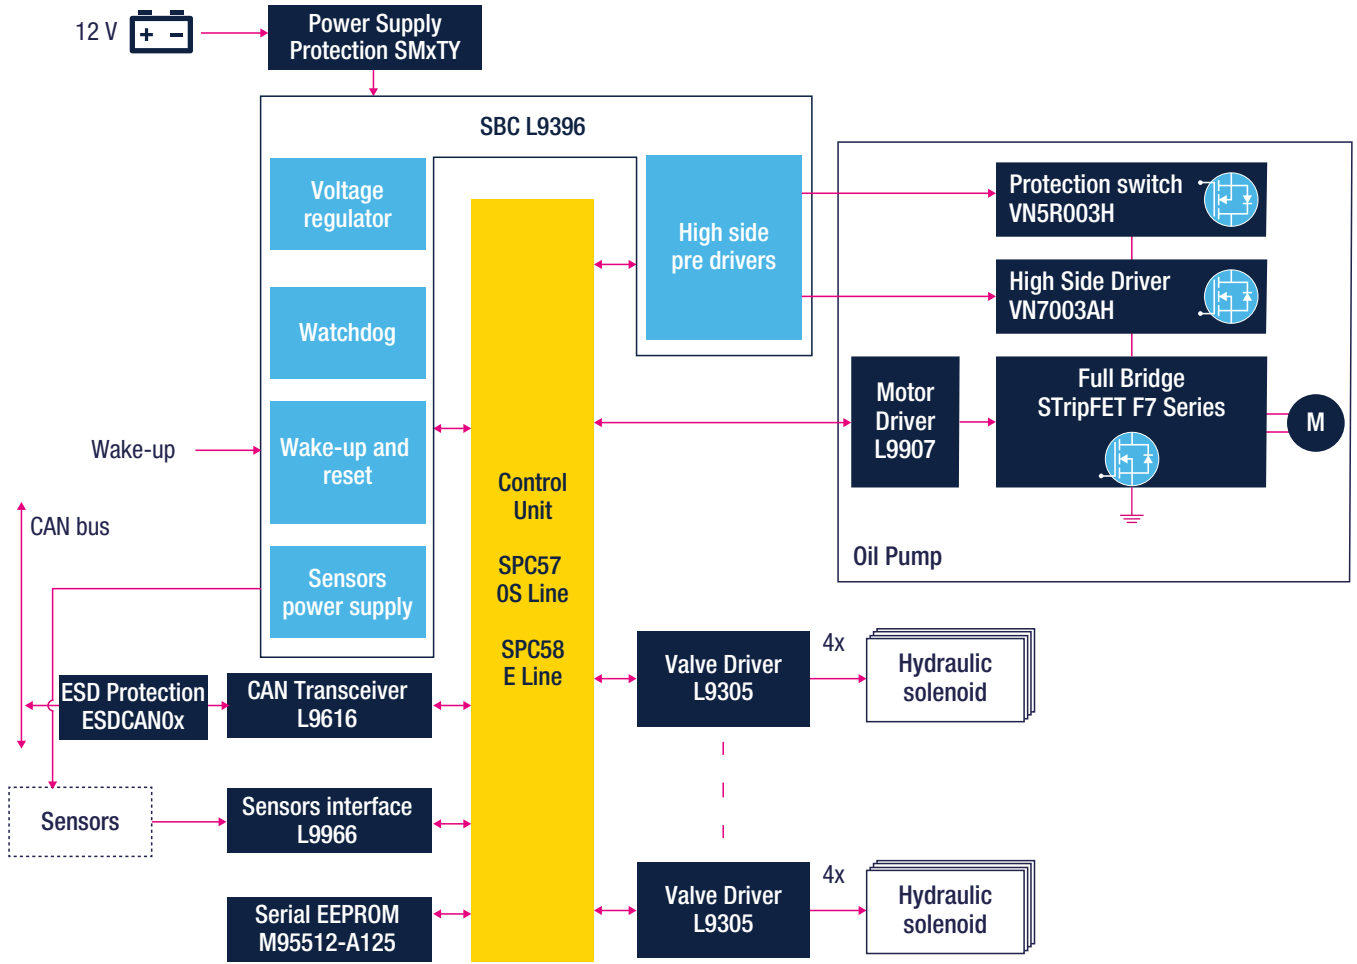 12 V
+ -
Power Supply
Protection SMxTY
SBC L9396
Voltage
regulator
Watchdog
Wake-up and
reset
Sensors
power supply
High side
pre drivers
Wake-up
CAN bus
Control
Unit
SPC57
0S Line
SPC58
E Line
Protection switch
VN5R003H
High Side Driver
VN7003AH
Motor
Driver
L9907
Full Bridge
STripFET F7 Series
M
Oil Pump
ESD Protection
ESDCAN0x
CAN Transceiver
L9616
Sensors
Sensors interface
L9966
Serial EEPROM
M95512-A125
Valve Driver
L9305
4x
Hydraulic
solenoid
Valve Driver
L9305
4x
Hydraulic
solenoid